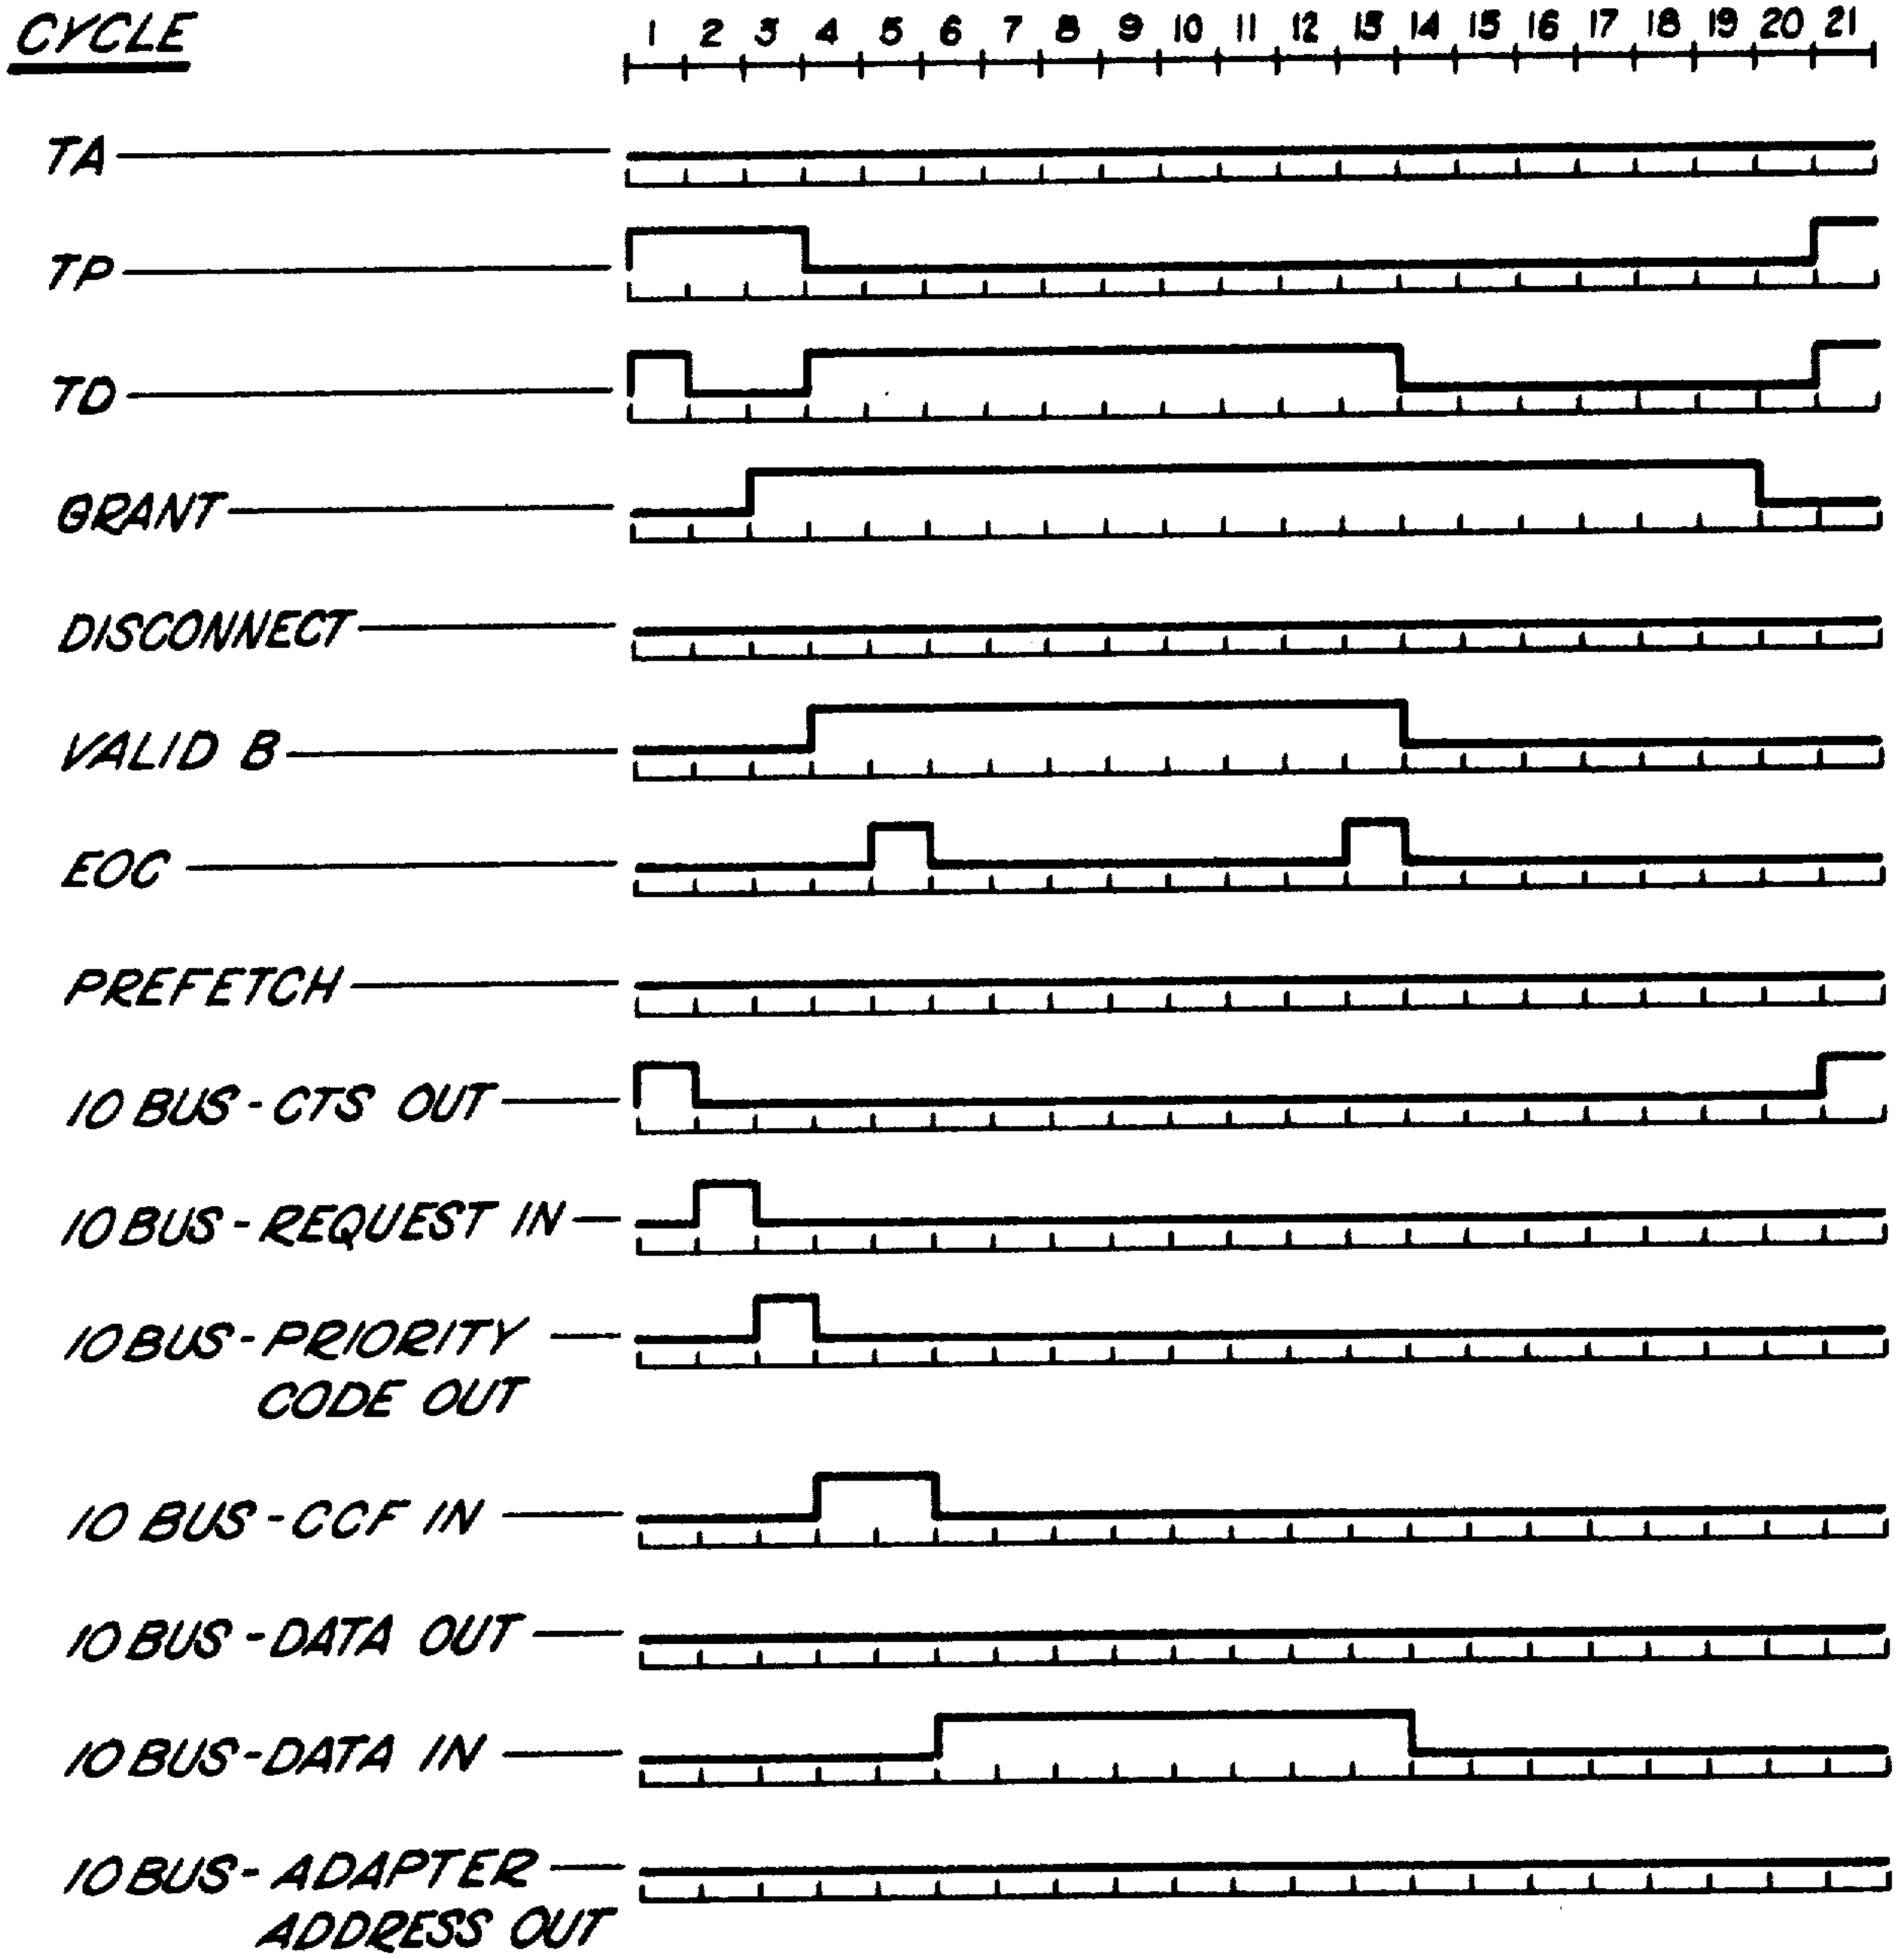 CYCLE 1 2 3 4 5 6 7 8 9 10 11 12 13 14 15 16 17 18 19 20 21
TA
TP
TD
GRANT
DISCONNECT
VALID B
EOC
PREFETCH
IO BUS - CTS OUT
IO BUS - REQUEST IN
IO BUS - PRIORITY
CODE OUT
IO BUS - CCF IN
IO BUS - DATA OUT
IO BUS - DATA IN
IO BUS - ADAPTER
ADDRESS OUT